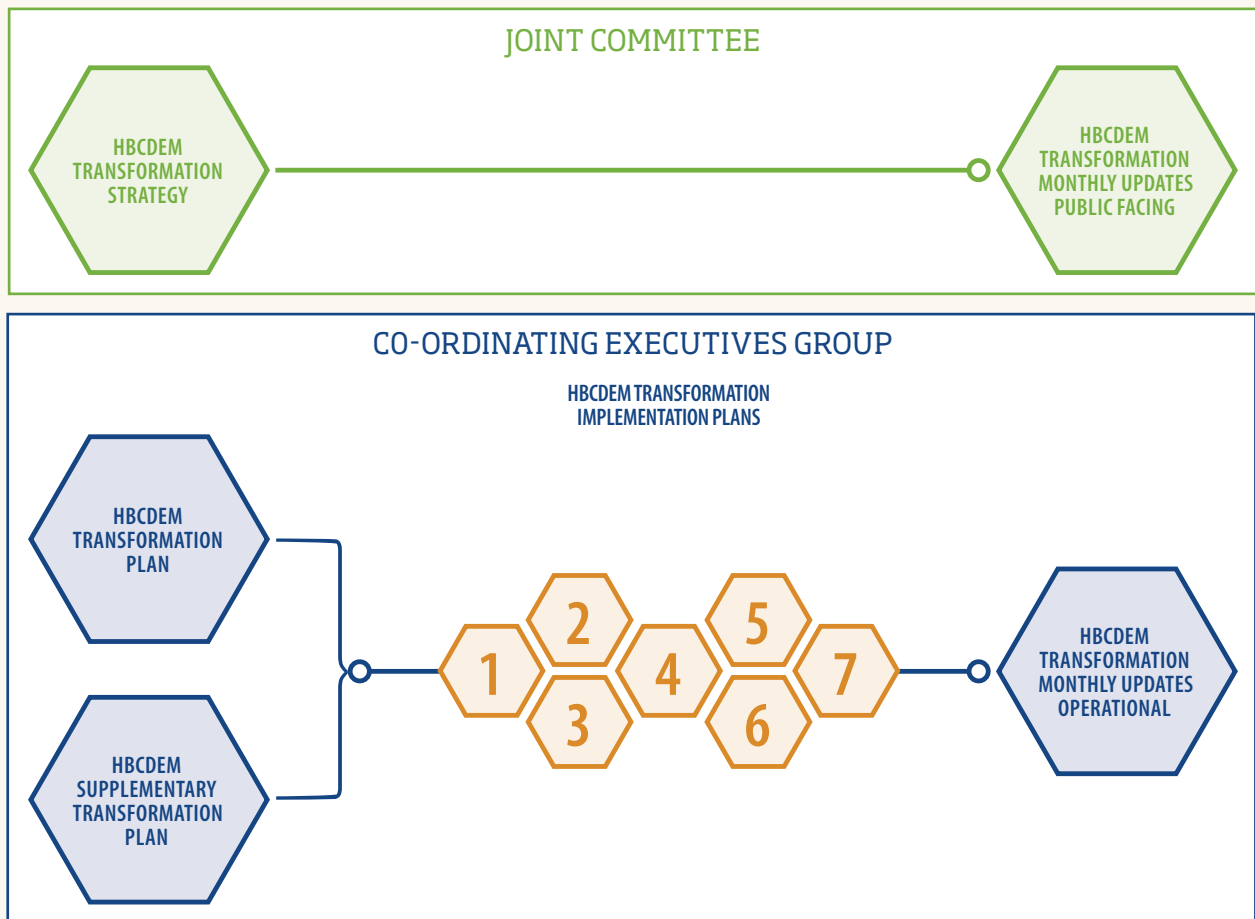 JOINT COMMITTEE
HBCDEM
TRANSFORMATION
STRATEGY
HBCDEM
TRANSFORMATION
MONTHLY UPDATES
PUBLIC FACING
CO-ORDINATING EXECUTIVES GROUP
HBCDEM TRANSFORMATION
IMPLEMENTATION PLANS
HBCDEM
TRANSFORMATION
PLAN
HBCDEM
SUPPLEMENTARY
TRANSFORMATION
PLAN
1
2
3
4
5
6
7
HBCDEM
TRANSFORMATION
MONTHLY UPDATES
OPERATIONAL